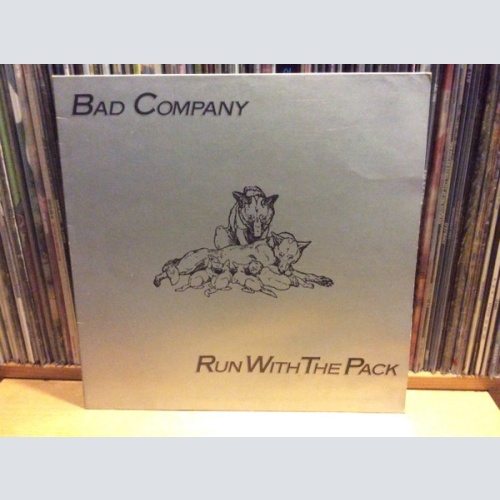 BAD COMPANY
RUN WITH THE PACK